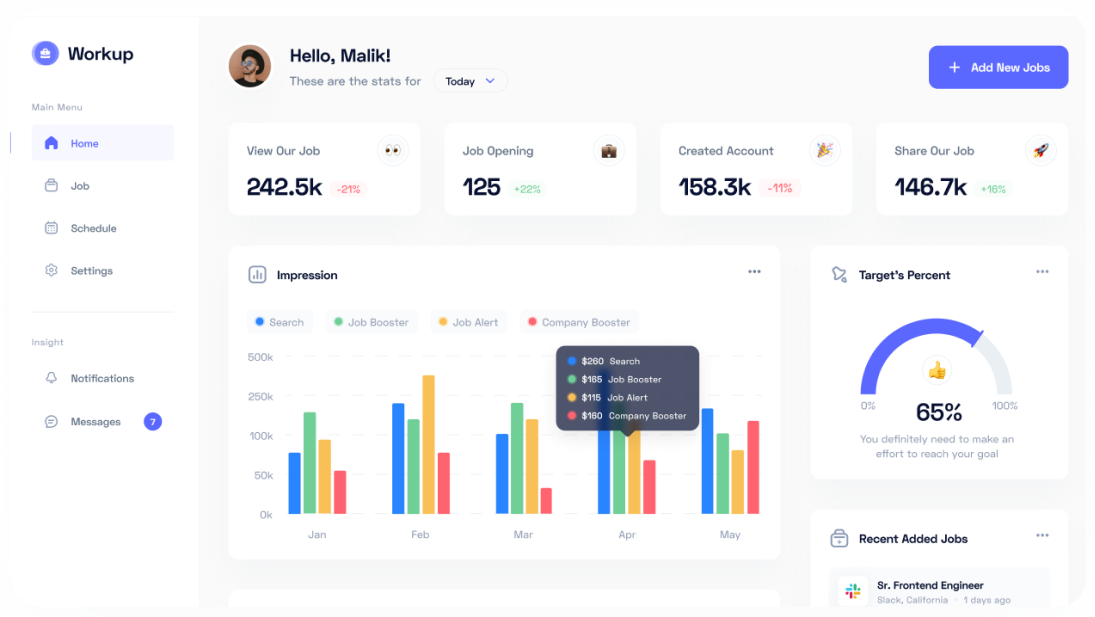 Workup
Main Menu
Home
Job
Schedule
Settings
Insight
Notifications
Messages 7
Hello, Malik!
These are the stats for Today
+ Add New Jobs
View Our Job
242.5k -21%
Job Opening
125 +22%
Created Account
158.3k -11%
Share Our Job
146.7k +16%
Impression
Search Job Booster Job Alert Company Booster
500k
250k
100k
50k
0k
Jan Feb Mar Apr May
$260 Search
$165 Job Booster
$115 Job Alert
$160 Company Booster
Target's Percent
0% 65% 100%
You definitely need to make an
effort to reach your goal
Recent Added Jobs
Sr. Frontend Engineer
Slack, California • 1 days ago